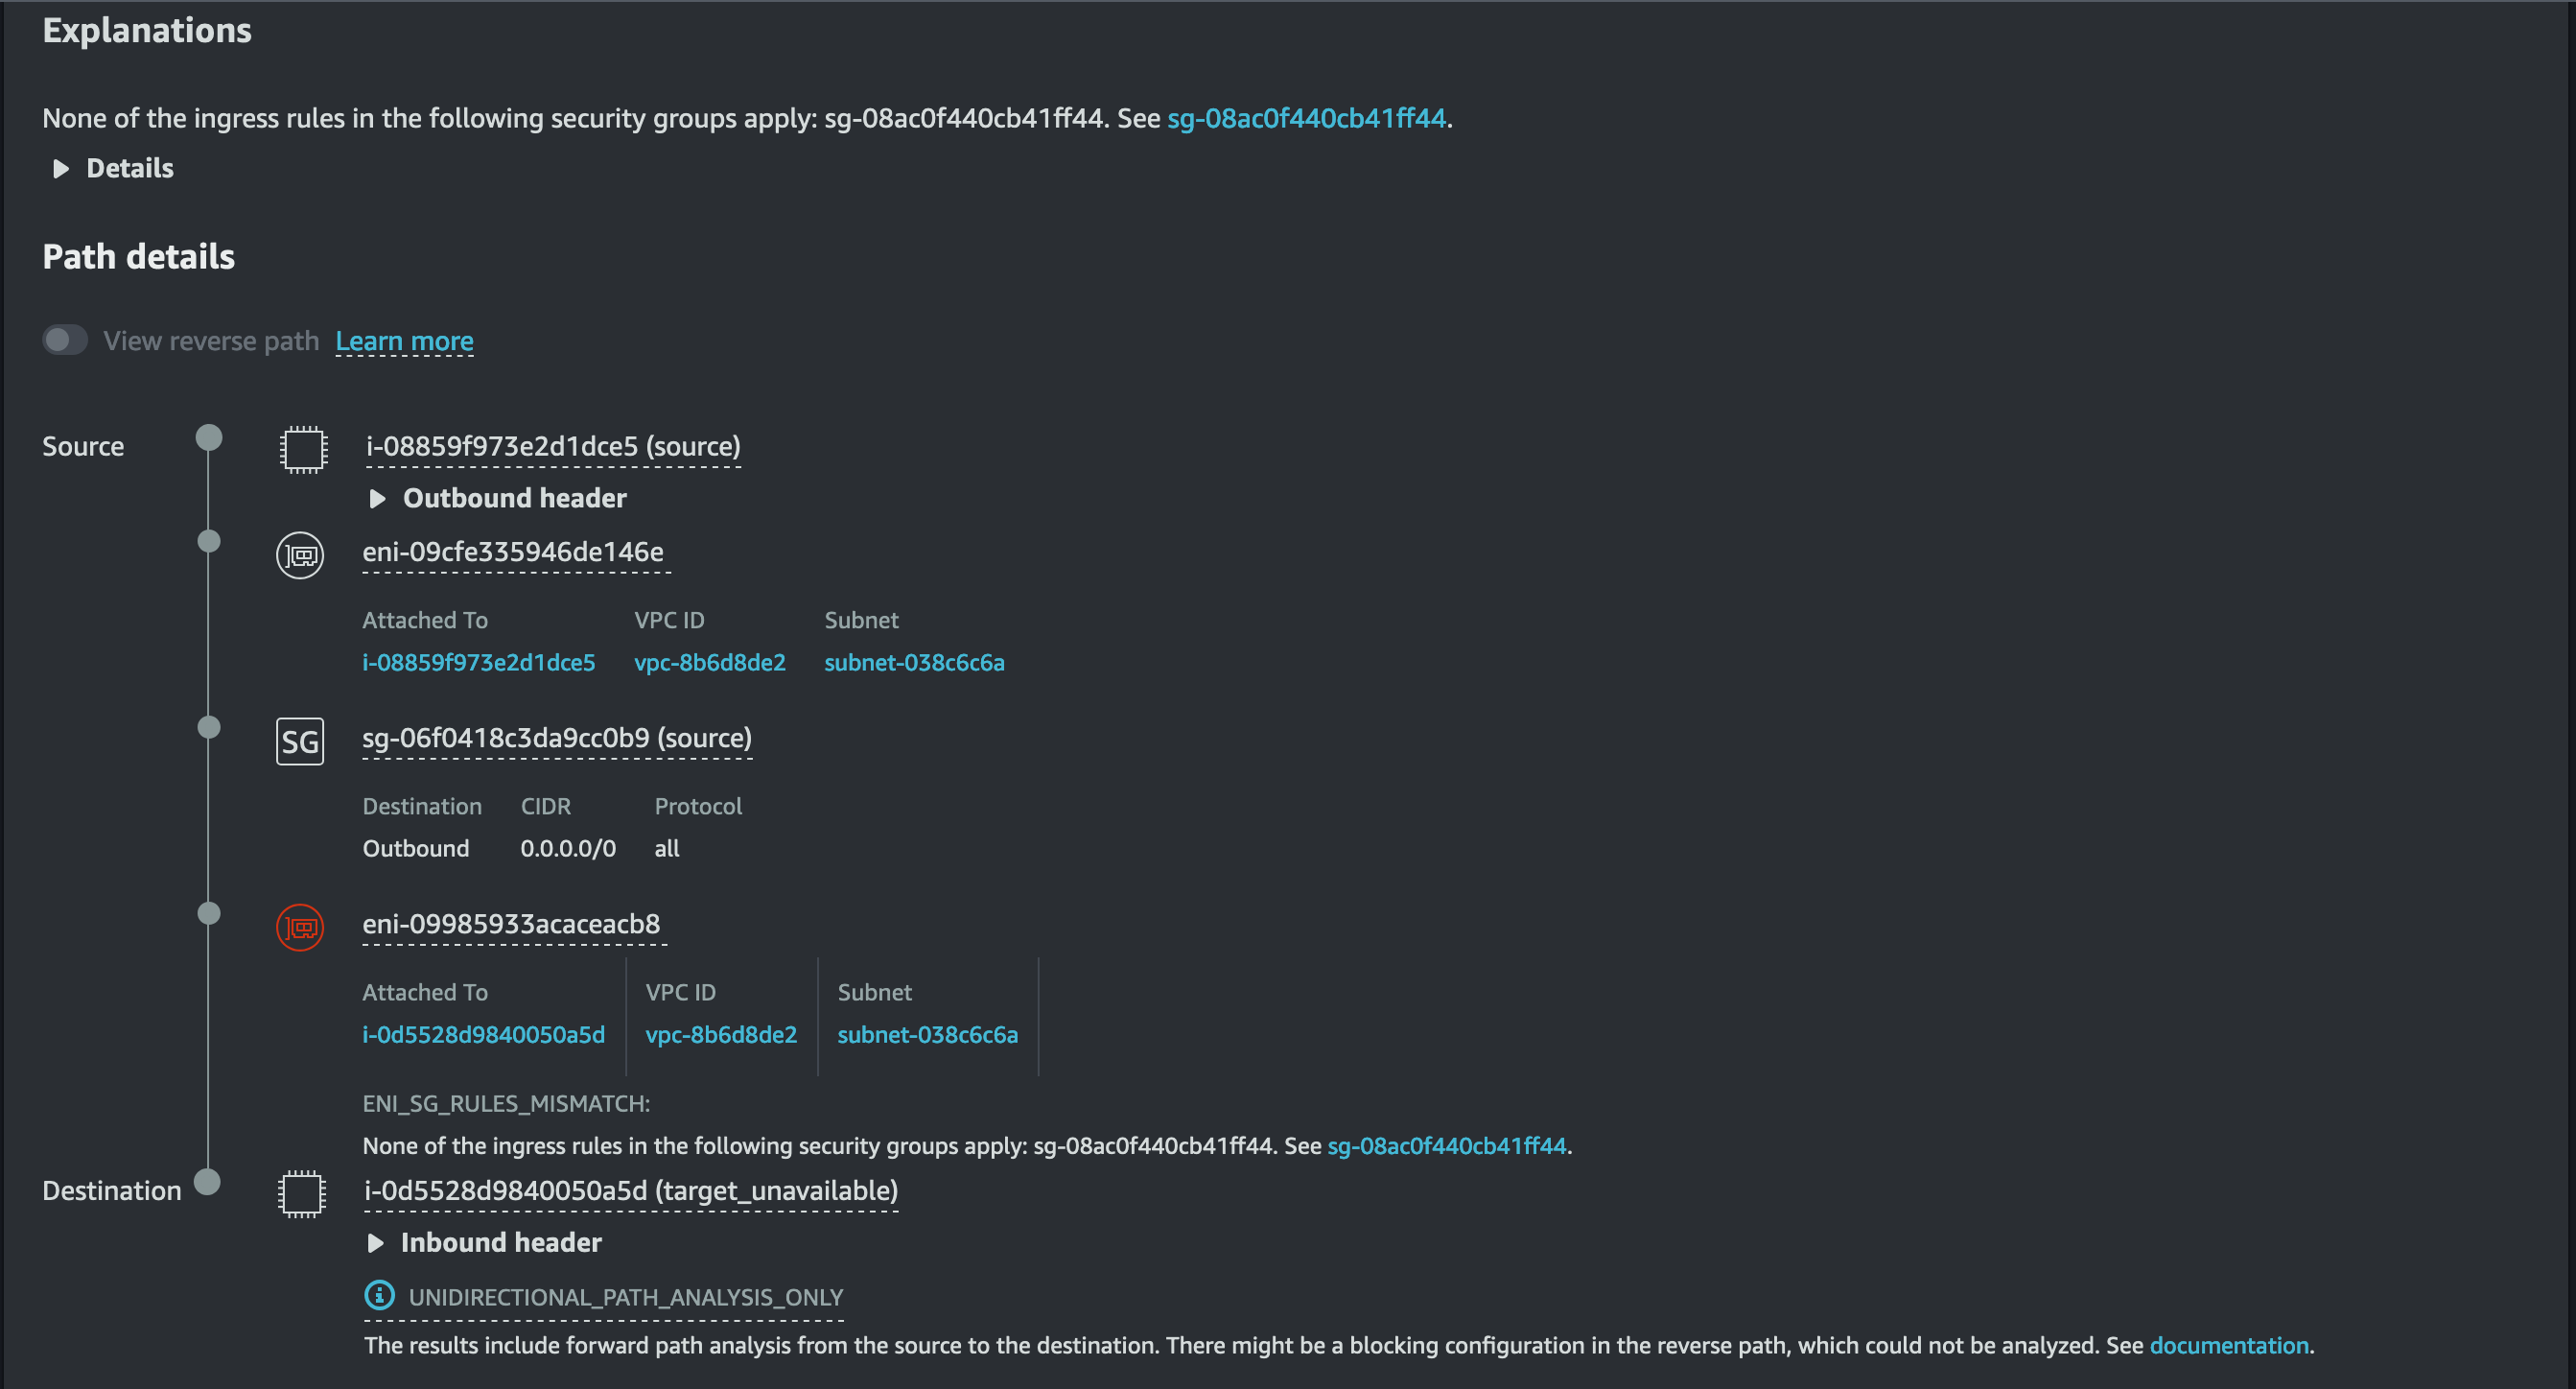 Explanations
None of the ingress rules in the following security groups apply: sg-08ac0f440cb41ff44. See sg-08ac0f440cb41ff44.
Details
Path details
View reverse path Learn more
Source i-08859f973e2d1dce5 (source)
Outbound header
eni-09cfe335946de146e
Attached To VPC ID Subnet
i-08859f973e2d1dce5 vpc-8b6d8de2 subnet-038c6c6a
SG sg-06f0418c3da9cc0b9 (source)
Destination CIDR Protocol
Outbound 0.0.0.0/0 all
eni-09985933acaceacb8
Attached To VPC ID Subnet
i-0d5528d9840050a5d vpc-8b6d8de2 subnet-038c6c6a
ENI_SG_RULES_MISMATCH:
None of the ingress rules in the following security groups apply: sg-08ac0f440cb41ff44. See sg-08ac0f440cb41ff44.
Destination i-0d5528d9840050a5d (target_unavailable)
Inbound header
UNIDIRECTIONAL_PATH_ANALYSIS_ONLY
The results include forward path analysis from the source to the destination. There might be a blocking configuration in the reverse path, which could not be analyzed. See documentation.